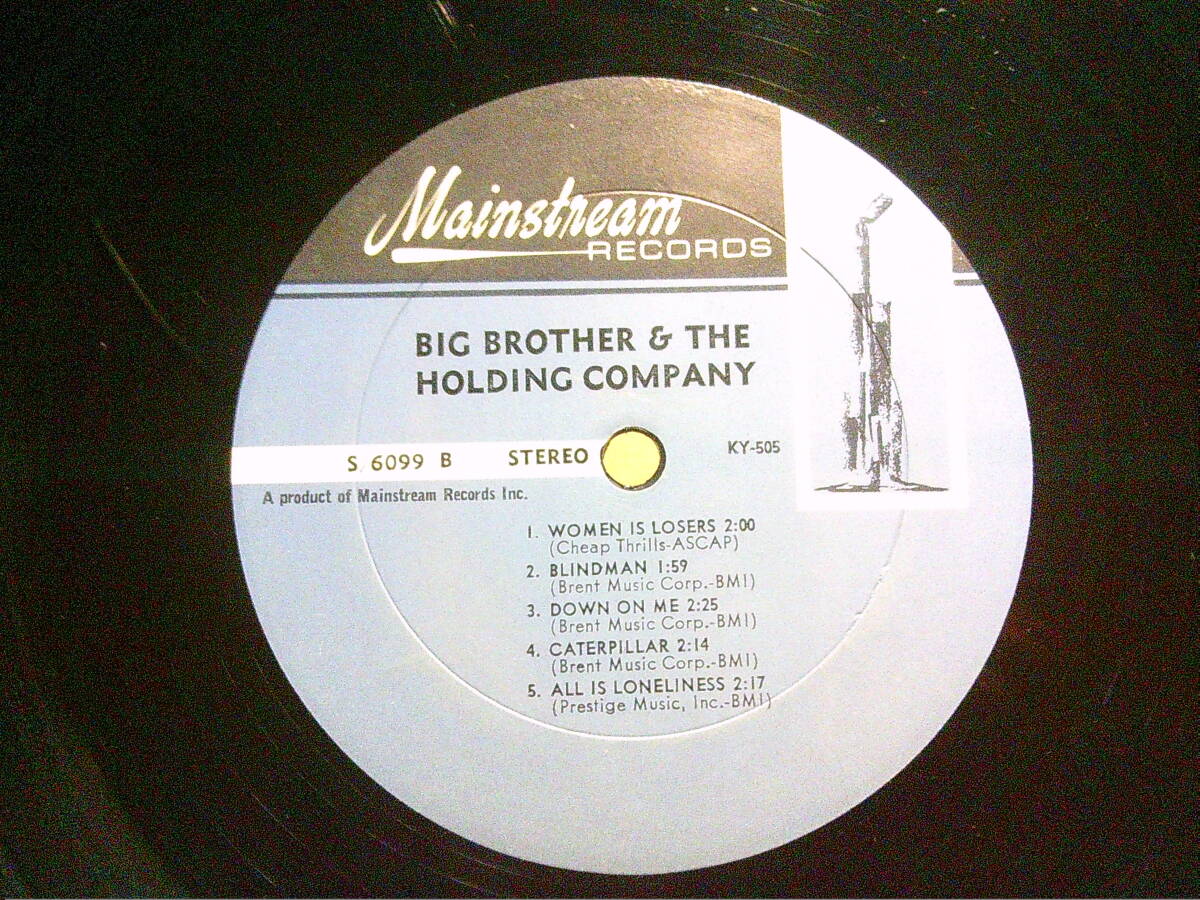 Mainstream
RECORDS
BIG BROTHER & THE
HOLDING COMPANY
S 6099 B STEREO KY-505
A product of Mainstream Records Inc.
1. WOMEN IS LOSERS 2:00
(Cheap Thrills-ASCAP)
2. BLINDMAN 1:59
(Brent Music Corp.-BMI)
3. DOWN ON ME 2:25
(Brent Music Corp.-BMI)
4. CATERPILLAR 2:14
(Brent Music Corp.-BMI)
5. ALL IS LONELINESS 2:17
(Prestige Music, Inc.-BMI)